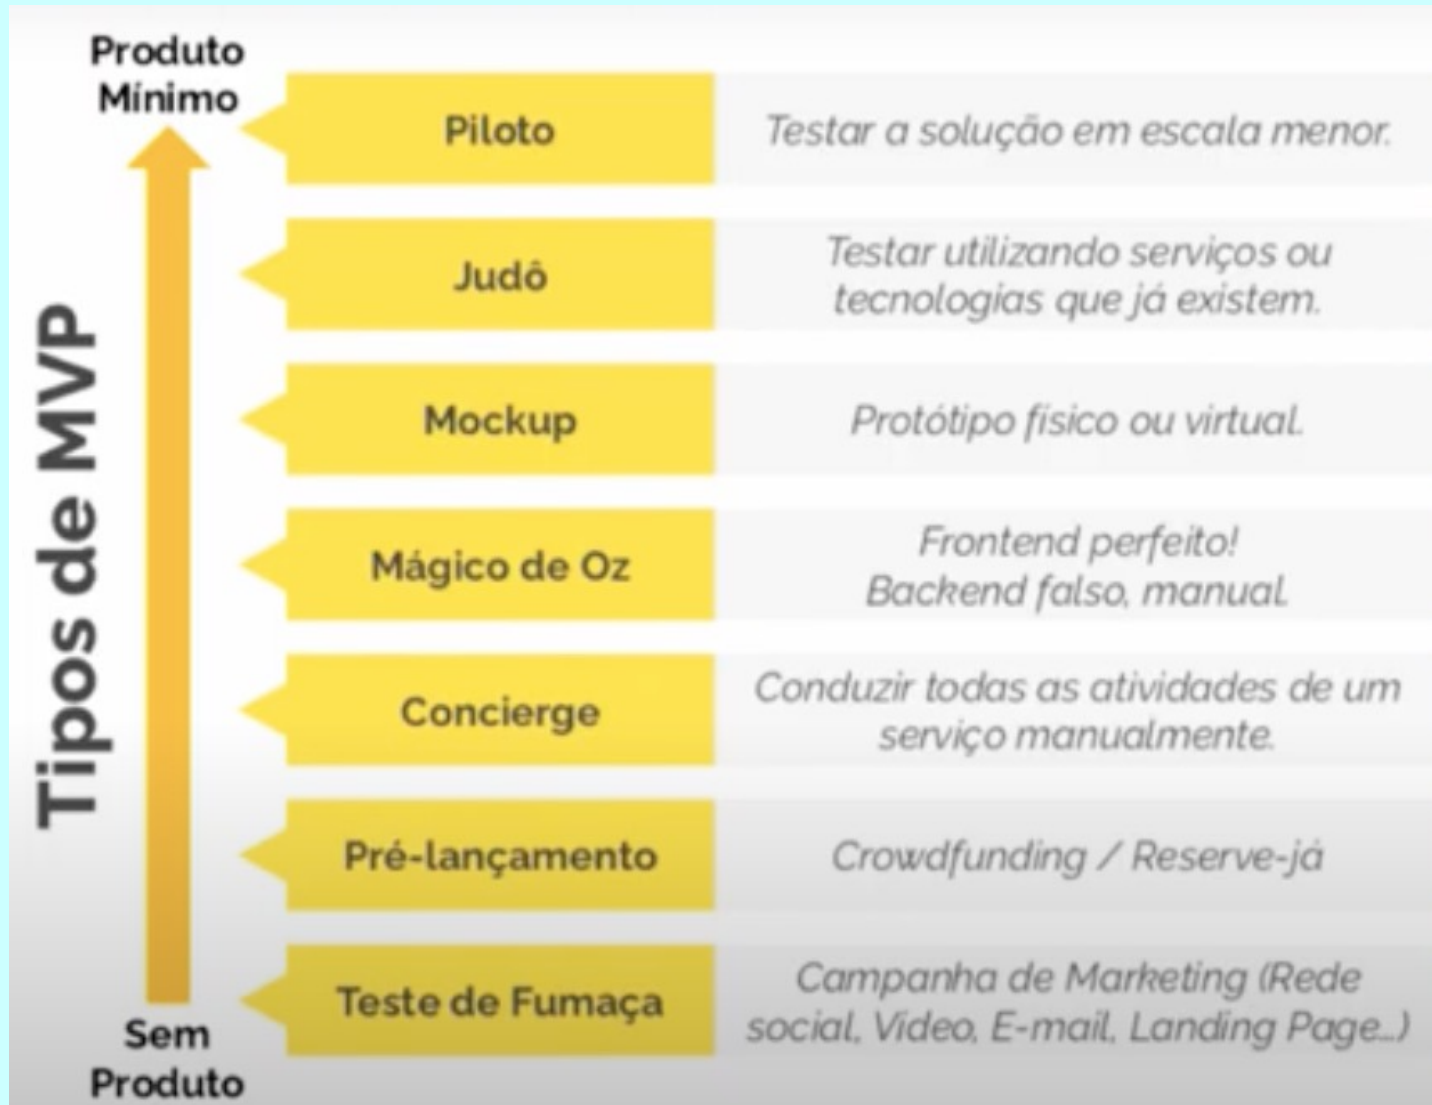 Produto
Mínimo
Piloto
Testar a solução em escala menor.
Judô
Testar utilizando serviços ou
tecnologias que já existem.
Mockup
Protótipo físico ou virtual.
Tipos de MVP
Mágico de Oz
Frontend perfeito!
Backend falso, manual.
Concierge
Conduzir todas as atividades de um
serviço manualmente.
Pré-lançamento
Crowdfunding / Reserve-já
Teste de Fumaça
Campanha de Marketing (Rede
social, Video, E-mail, Landing Page...)
Sem
Produto